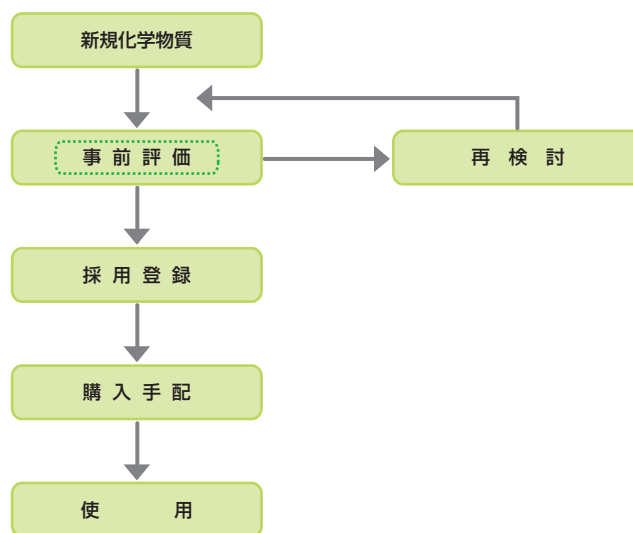 新規化学物質
事前評価
再検討
採用登録
購入手配
使用